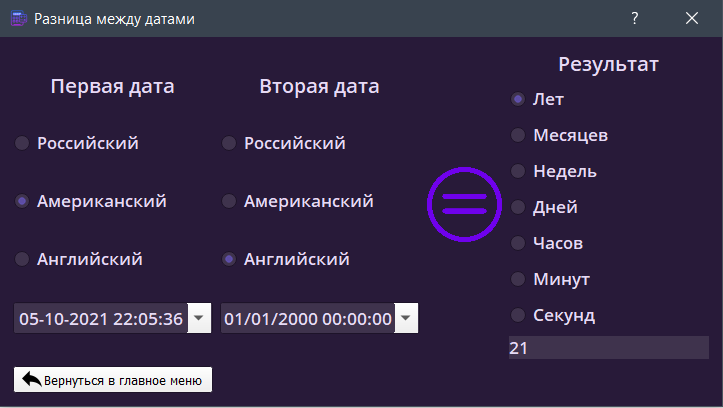 Разница между датами
?
Первая дата
Российский
Американский
Английский
05-10-2021 22:05:36
Вторая дата
Российский
Американский
Английский
01/01/2000 00:00:00
Результат
Лет
Месяцев
Недель
Дней
Часов
Минут
Секунд
21
Вернуться в главное меню